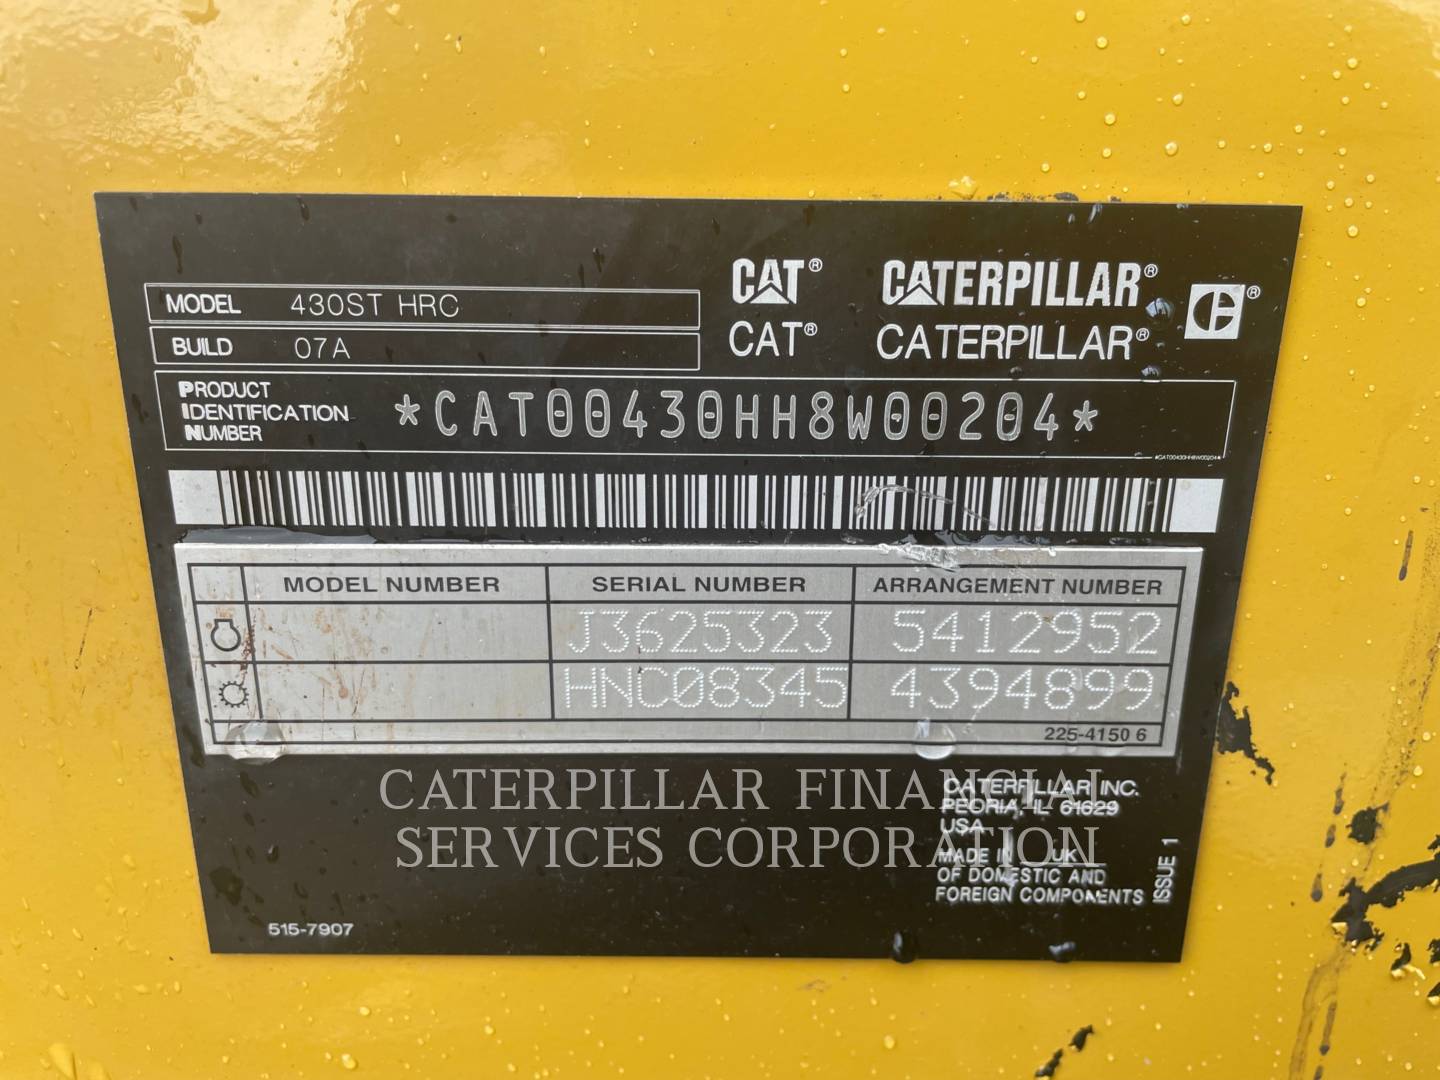 CAT® CATERPILLAR® ®
CAT® CATERPILLAR®
MODEL 430ST HRC
BUILD 07A
PRODUCT
IDENTIFICATION
NUMBER
*CAT00430HH8W00204*
*CAT00430HH8W00204*
MODEL NUMBER SERIAL NUMBER ARRANGEMENT NUMBER
J3625323 5412952
HNC08345 4394899
225-4150 6
CATERPILLAR FINANCIAL
SERVICES CORPORATION
CATERPILLAR INC.
PEORIA, IL 61629
USA
MADE IN UK
OF DOMESTIC AND
FOREIGN COMPONENTS
ISSUE 1
515-7907